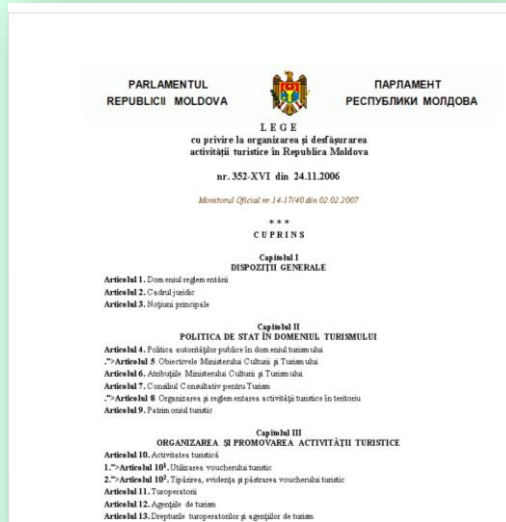 PARLAMENTUL
REPUBLICII MOLDOVA
ПАРЛАМЕНТ
РЕСПУБЛИКИ МОЛДОВА
L E G E
cu privire la organizarea şi desfăşurarea
activităţii turistice în Republica Moldova
nr. 352-XVI din 24.11.2006
Monitorul Oficial nr.14-17/40 din 02.02.2007
* * *
C U P R I N S
Capitolul I
DISPOZIŢII GENERALE
Articolul 1. Domeniul reglementării
Articolul 2. Cadrul juridic
Articolul 3. Noţiuni principale
Capitolul II
POLITICA DE STAT ÎN DOMENIUL TURISMULUI
Articolul 4. Politica autorităţilor publice în domeniul turismului
.">Articolul 5. Obiectivele Ministerului Culturii şi Turismului
Articolul 6. Atribuţiile Ministerului Culturii şi Turismului
Articolul 7. Consiliul Consultativ pentru Turism
.">Articolul 8. Organizarea şi reglementarea activităţii turistice în teritoriu
Articolul 9. Patrimoniul turistic
Capitolul III
ORGANIZAREA ŞI PROMOVAREA ACTIVITĂŢII TURISTICE
Articolul 10. Activitatea turistică
1.">Articolul 10¹. Utilizarea voucherului turistic
2.">Articolul 10². Tipărirea, evidenţa şi păstrarea voucherului turistic
Articolul 11. Turoperatorii
Articolul 12. Agenţiile de turism
Articolul 13. Drepturile turoperatorilor şi agenţiilor de turism